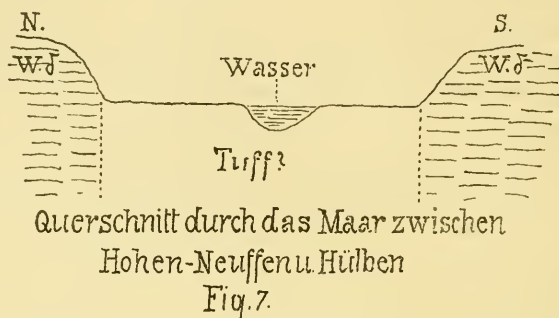 N. S.
W.δ W.δ
Wasser
Tuff?
Querschnitt durch das Maar zwischen
Hohen-Neuffen u. Hülben
Fig. 7.